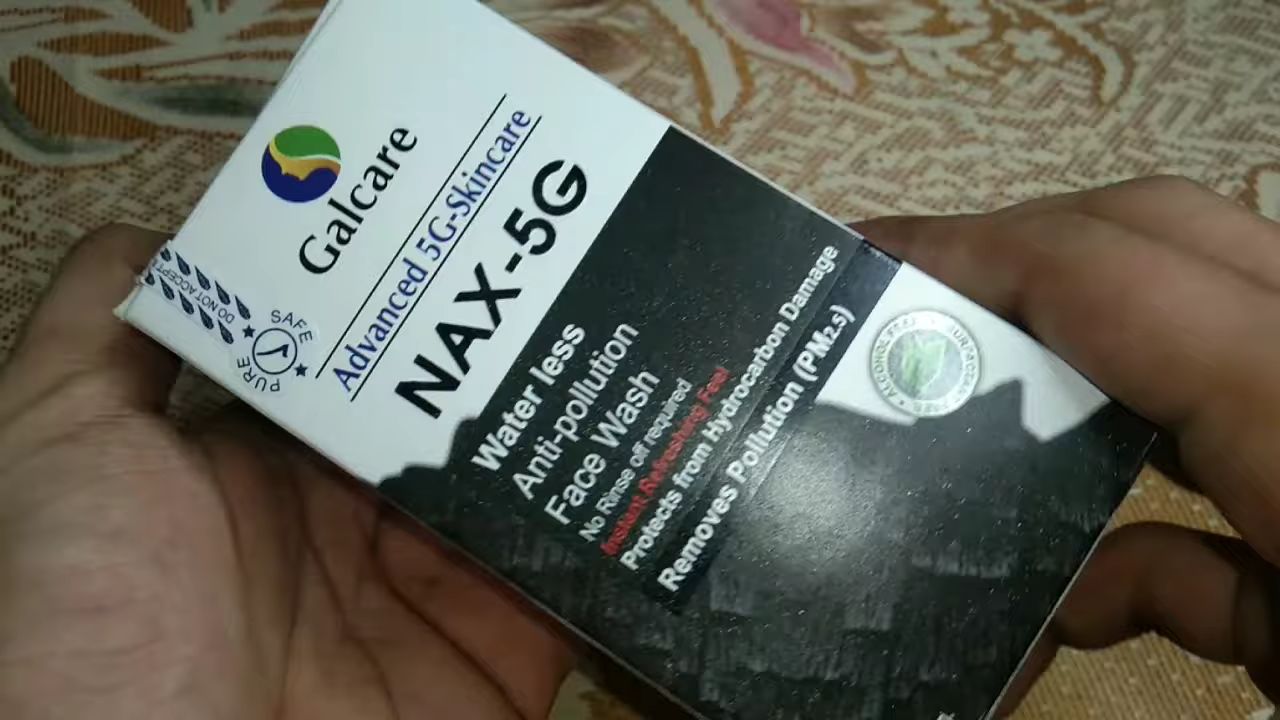 Galcare
Advanced 5G-Skincare
NAX-5G
DO NOT ACCEPT
SAFE
PURE
Water less
Anti-pollution
Face Wash
No Rinse off required
Instant Refreshing Feel
Protects from Hydrocarbon Damage
Removes Pollution (PM2.5)